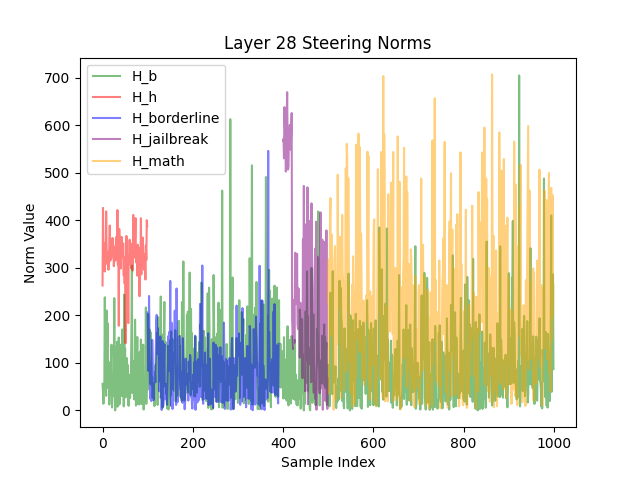 Layer 28 Steering Norms
H_b
H_h
H_borderline
H_jailbreak
H_math
Norm Value
700
600
500
400
300
200
100
0
0
200
400
600
800
1000
Sample Index